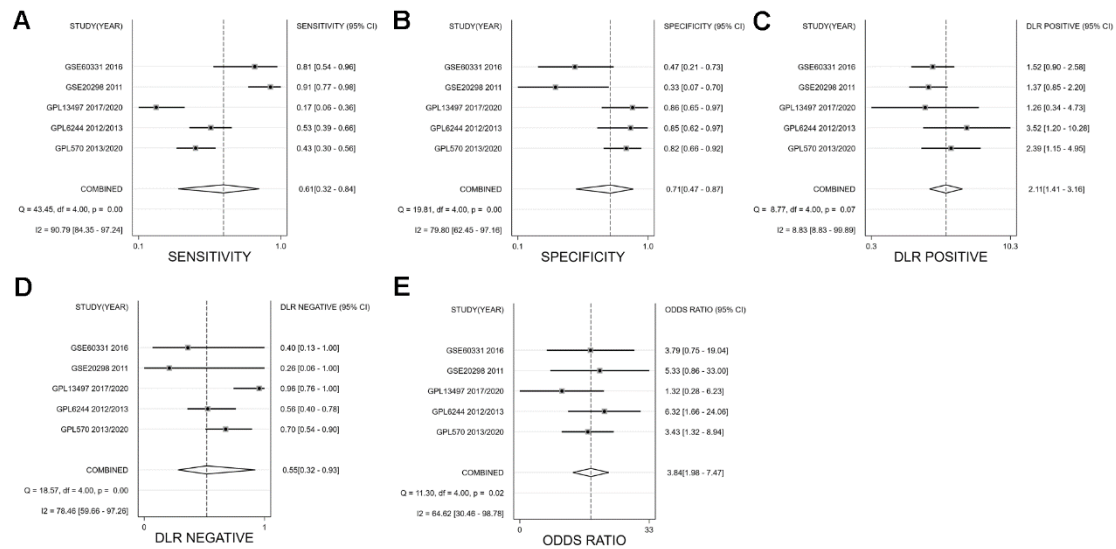 A
STUDY(YEAR) SENSITIVITY (95% CI)
GSE60331 2016 0.81 [0.54 - 0.96]
GSE20298 2011 0.91 [0.77 - 0.98]
GPL13497 2017/2020 0.17 [0.06 - 0.36]
GPL6244 2012/2013 0.53 [0.39 - 0.66]
GPL570 2013/2020 0.43 [0.30 - 0.56]
COMBINED 0.61[0.32 - 0.84]
Q = 43.45, df = 4.00, p = 0.00
I2 = 90.79 [84.35 - 97.24]
0.1 1.0
SENSITIVITY
B
STUDY(YEAR) SPECIFICITY (95% CI)
GSE60331 2016 0.47 [0.21 - 0.73]
GSE20298 2011 0.33 [0.07 - 0.70]
GPL13497 2017/2020 0.86 [0.65 - 0.97]
GPL6244 2012/2013 0.85 [0.62 - 0.97]
GPL570 2013/2020 0.82 [0.66 - 0.92]
COMBINED 0.71[0.47 - 0.87]
Q = 19.81, df = 4.00, p = 0.00
I2 = 79.80 [62.45 - 97.16]
0.1 1.0
SPECIFICITY
C
STUDY(YEAR) DLR POSITIVE (95% CI)
GSE60331 2016 1.52 [0.90 - 2.58]
GSE20298 2011 1.37 [0.85 - 2.20]
GPL13497 2017/2020 1.26 [0.34 - 4.73]
GPL6244 2012/2013 3.52 [1.20 - 10.28]
GPL570 2013/2020 2.39 [1.15 - 4.95]
COMBINED 2.11[1.41 - 3.16]
Q = 8.77, df = 4.00, p = 0.07
I2 = 8.83 [8.83 - 99.89]
0.3 10.3
DLR POSITIVE
D
STUDY(YEAR) DLR NEGATIVE (95% CI)
GSE60331 2016 0.40 [0.13 - 1.00]
GSE20298 2011 0.26 [0.06 - 1.00]
GPL13497 2017/2020 0.96 [0.76 - 1.00]
GPL6244 2012/2013 0.56 [0.40 - 0.78]
GPL570 2013/2020 0.70 [0.54 - 0.90]
COMBINED 0.55[0.32 - 0.93]
Q = 18.57, df = 4.00, p = 0.00
I2 = 78.46 [59.66 - 97.26]
0 1
DLR NEGATIVE
E
STUDY(YEAR) ODDS RATIO (95% CI)
GSE60331 2016 3.79 [0.75 - 19.04]
GSE20298 2011 5.33 [0.86 - 33.00]
GPL13497 2017/2020 1.32 [0.28 - 6.23]
GPL6244 2012/2013 6.32 [1.66 - 24.06]
GPL570 2013/2020 3.43 [1.32 - 8.94]
COMBINED 3.84[1.98 - 7.47]
Q = 11.30, df = 4.00, p = 0.02
I2 = 64.62 [30.46 - 98.78]
0 33
ODDS RATIO